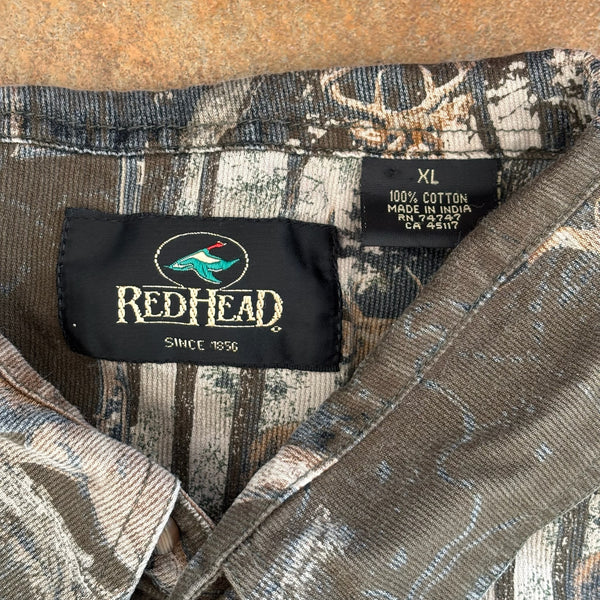 REDHEAD
SINCE 1856
XL
100% COTTON
MADE IN INDIA
RN 74747
CA 45117